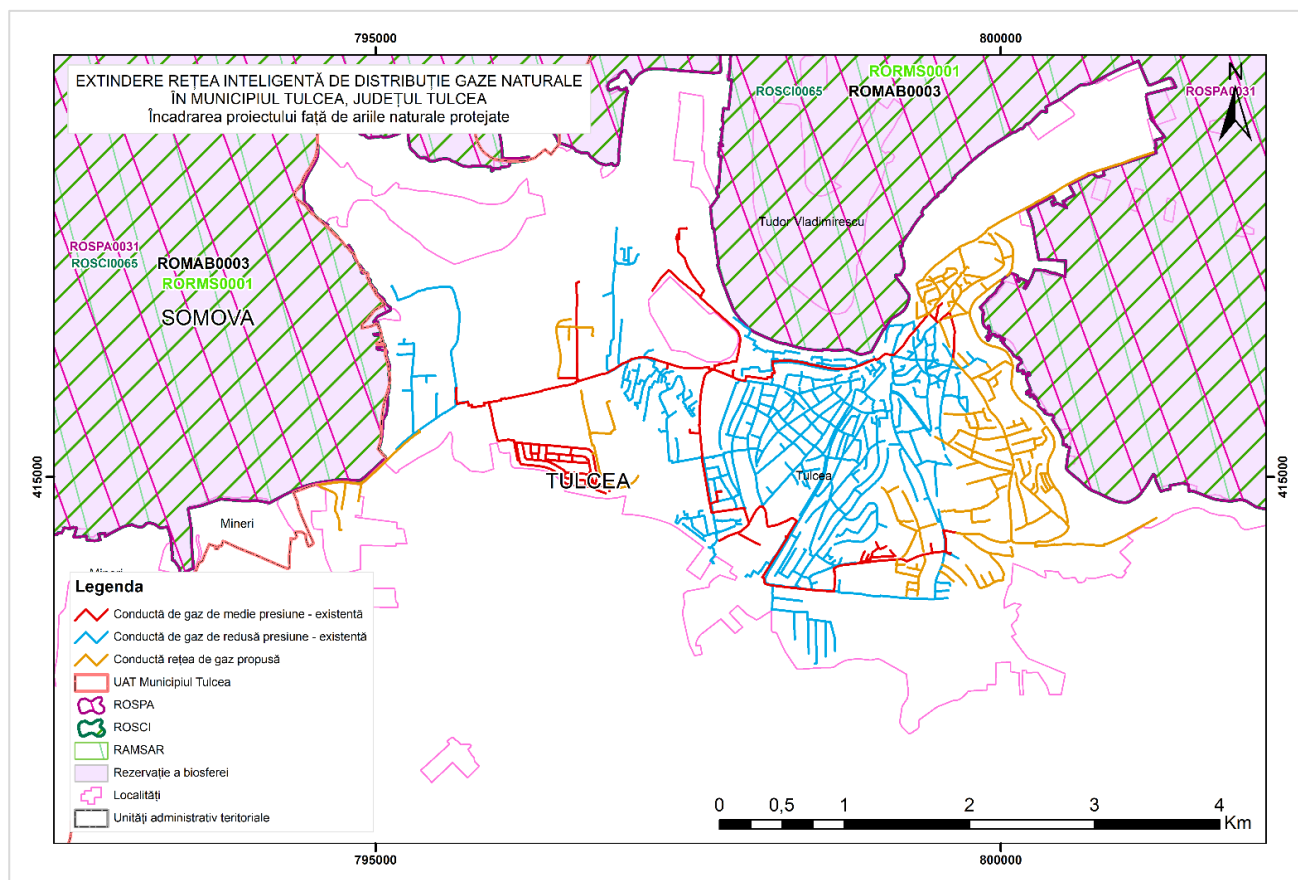 795000
800000
EXTINDERE REȚEA INTELIGENTĂ DE DISTRIBUȚIE GAZE NATURALE
ÎN MUNICIPIUL TULCEA, JUDEȚUL TULCEA
Încadrarea proiectului față de ariile naturale protejate
RORMS0001
ROSCI0065
ROMAB0003
ROSPA0031
N
Tudor Vladimirescu
ROSPA0031
ROSCI0065
ROMAB0003
RORMS0001
SOMOVA
415000
TULCEA
Tulcea
415000
Mineri
Mineri
Legenda
Conductă de gaz de medie presiune - existentă
Conductă de gaz de redusă presiune - existentă
Conductă rețea de gaz propusă
UAT Municipiul Tulcea
ROSPA
ROSCI
RAMSAR
Rezervație a biosferei
Localități
Unități administrativ teritoriale
0 0,5 1 2 3 4
Km
795000
800000